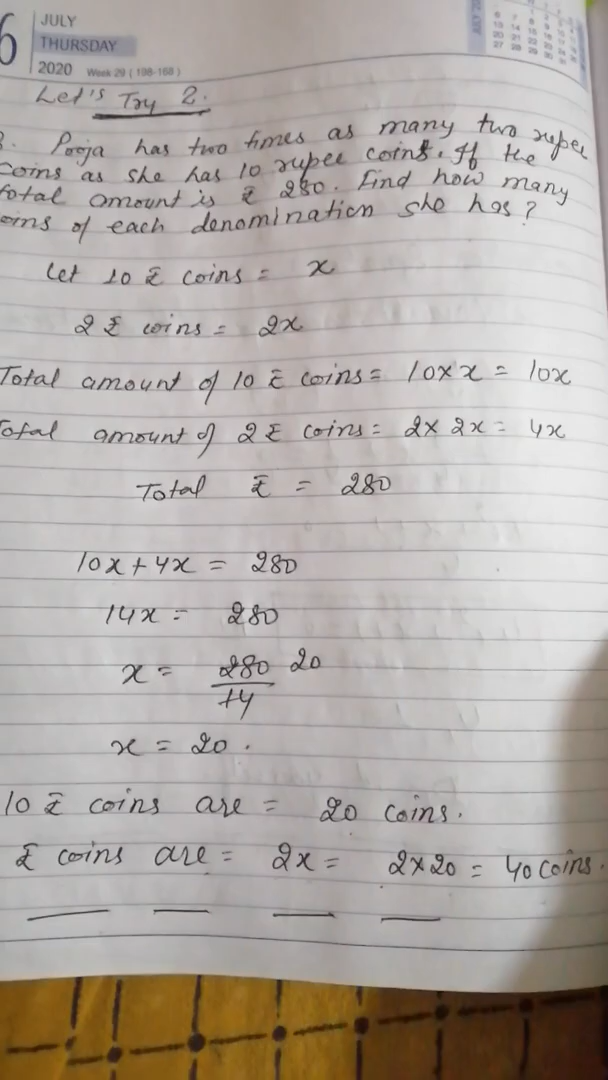 6
JULY
THURSDAY
2020 Week 29 (198-168)
Let's Try 2.
3. Pooja has two times as many two rupee
coins as she has 10 rupee coins. If the
total amount is ₹ 280. Find how many
oins of each denomination she has?
Let 10 ₹ coins = x
2 ₹ coins = 2x
Total amount of 10 ₹ coins = 10 x x = 10x
Total amount of 2 ₹ coins = 2 x 2x = 4x
Total ₹ = 280
10x + 4x = 280
14x = 280
x = 280 20
14
x = 20.
10 ₹ coins are = 20 coins.
₹ coins are = 2x = 2 x 20 = 40 coins.